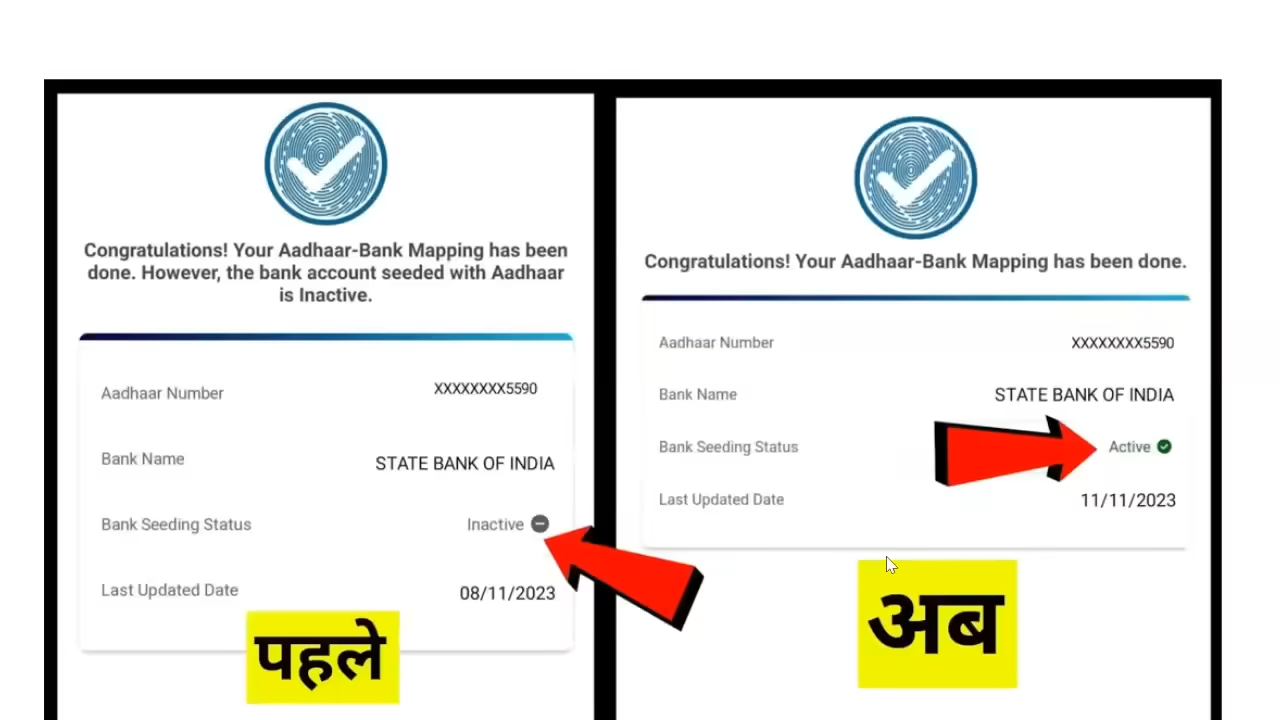 Congratulations! Your Aadhaar-Bank Mapping has been
done. However, the bank account seeded with Aadhaar
is Inactive.
Aadhaar Number XXXXXXXX5590
Bank Name STATE BANK OF INDIA
Bank Seeding Status Inactive
Last Updated Date 08/11/2023
पहले
Congratulations! Your Aadhaar-Bank Mapping has been done.
Aadhaar Number XXXXXXXX5590
Bank Name STATE BANK OF INDIA
Bank Seeding Status Active
Last Updated Date 11/11/2023
अब